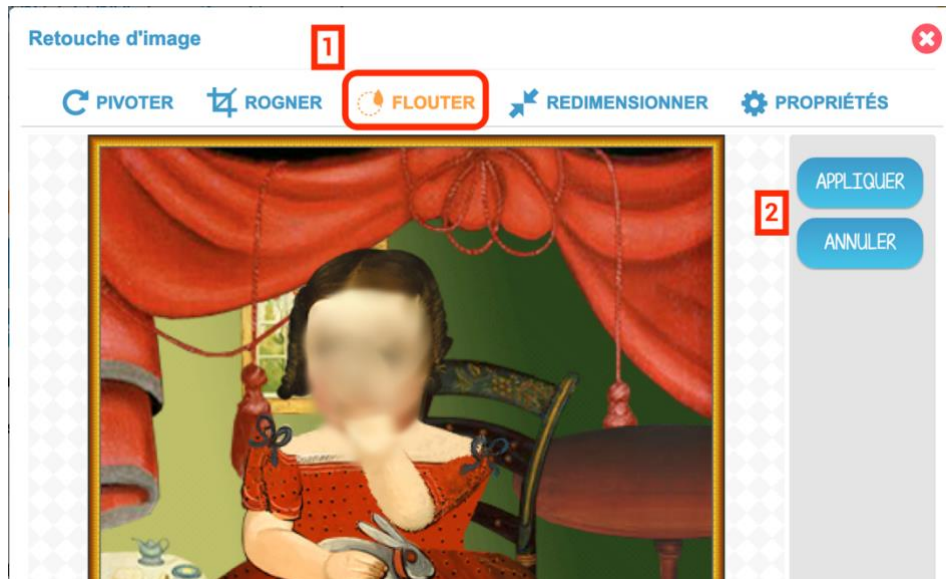 Retouche d'image
1
PIVOTER ROGNER FLOUTER REDIMENSIONNER PROPRIÉTÉS
APPLIQUER
2
ANNULER